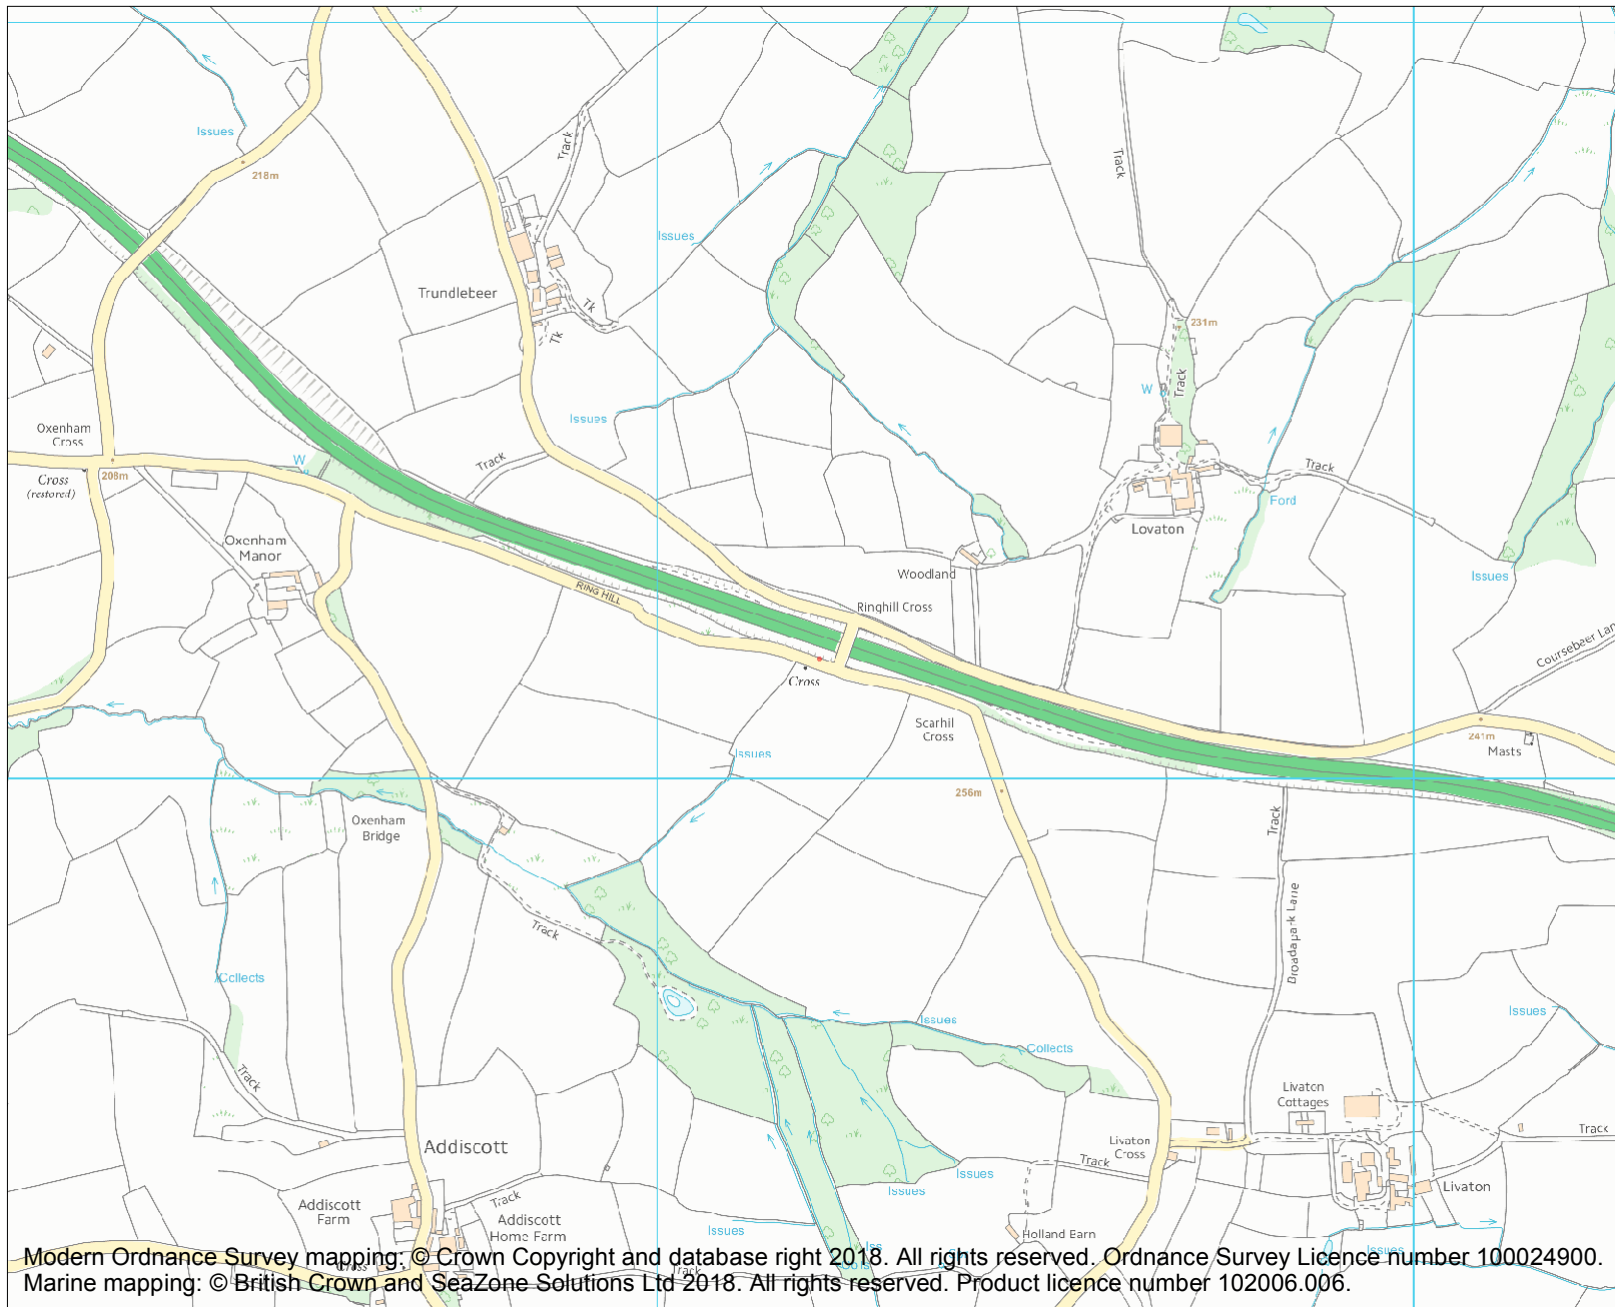 Issues
218m
Track
Track
Issues
Trundlebeer
Tk
Tk
231m
W
Track
Issues
Oxenham
Cross
Track
W
Track
Cross
(restored)
208m
Ford
Lovaton
Oxenham
Manor
Woodland
Issues
RING HILL
Ringhill Cross
Coursebeer Lan
Cross
Scarhil
Cross
241m
Masts
Issues
256m
Oxenham
Bridge
Track
Track
Broadapark Lane
Collects
Issues
Issues
Collects
Track
Livaton
Cottages
Addiscott
Livaton
Cross
Track
Track
Issues
Livaton
Track
Issues
Addiscott
Farm
Addiscott
Home Farm
Issues
Holland Barn
Iss
Issues
Cross
Cols
Track
Modern Ordnance Survey mapping: © Crown Copyright and database right 2018. All rights reserved. Ordnance Survey Licence number 100024900.
Marine mapping: © British Crown and SeaZone Solutions Ltd 2018. All rights reserved. Product licence number 102006.006.